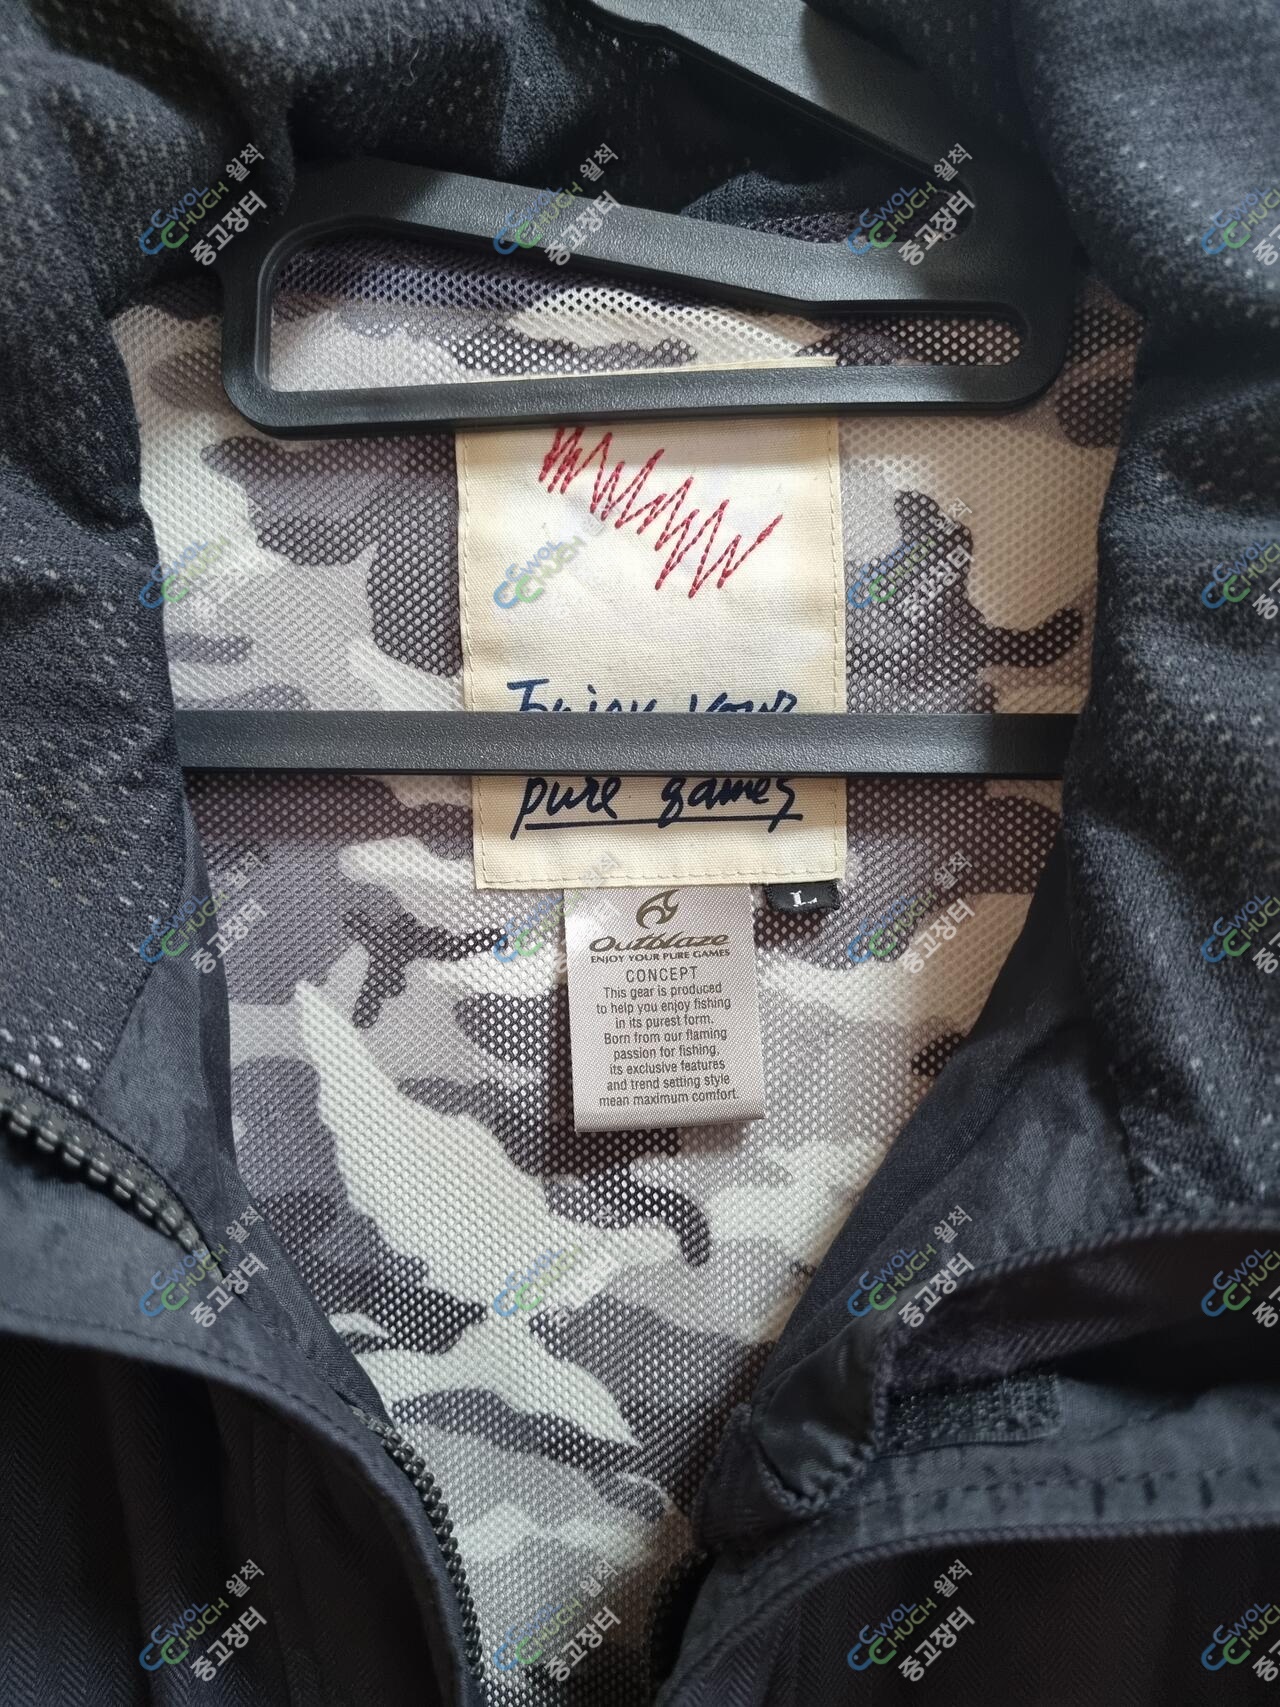 Enjoy your
pure games
L
Outblaze
ENJOY YOUR PURE GAMES
CONCEPT
This gear is produced
to help you enjoy fishing
in its purest form.
Born from our flaming
passion for fishing,
its exclusive features
and trend setting style
mean maximum comfort.
CWOL
CHUCH 월척
중고장터